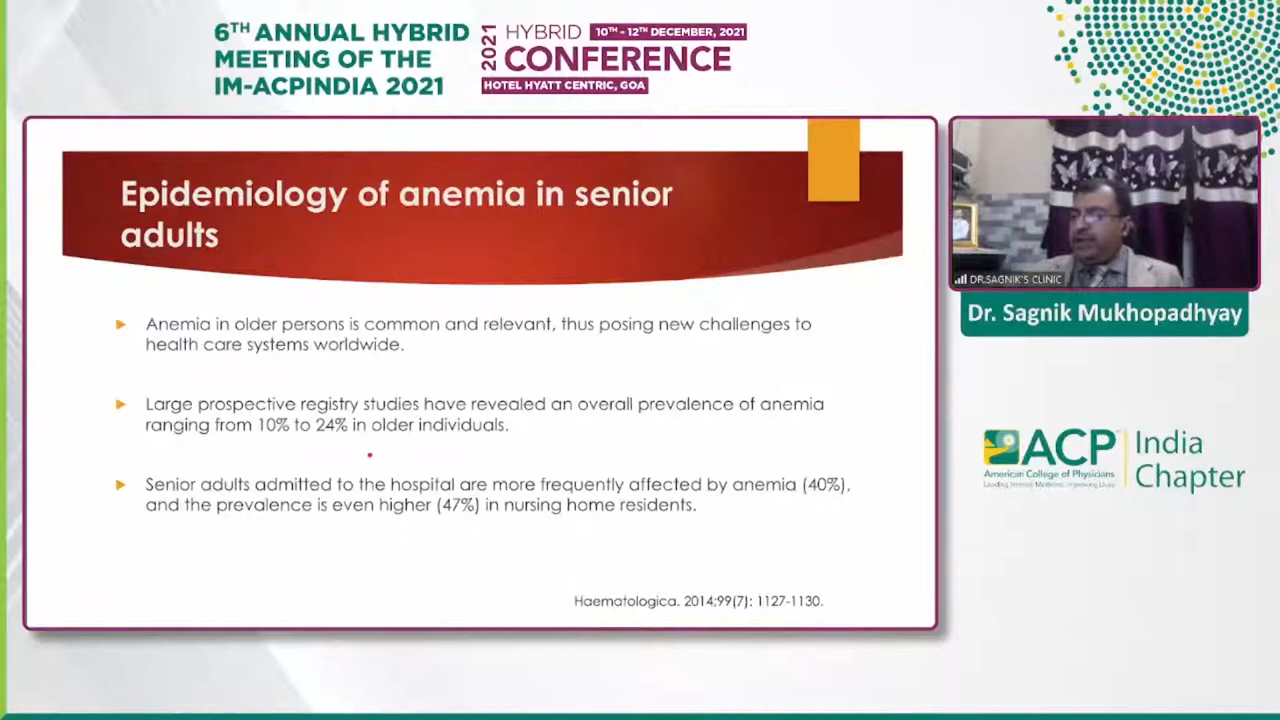 6TH ANNUAL HYBRID
MEETING OF THE
IM-ACPINDIA 2021
2021
HYBRID
10TH - 12TH DECEMBER, 2021
CONFERENCE
HOTEL HYATT CENTRIC, GOA
Epidemiology of anemia in senior
adults
Anemia in older persons is common and relevant, thus posing new challenges to
health care systems worldwide.
Large prospective registry studies have revealed an overall prevalence of anemia
ranging from 10% to 24% in older individuals.
Senior adults admitted to hospital are more frequently affected by anemia (40%),
and the prevalence is even higher (47%) in nursing home residents.
Haematologica. 2014;99(7): 1127-1130.
DR.SAGNIK'S CLINIC
Dr. Sagnik Mukhopadhyay
ACP
American College of Physicians
Leading Internal Medicine, Improving Lives
India
Chapter